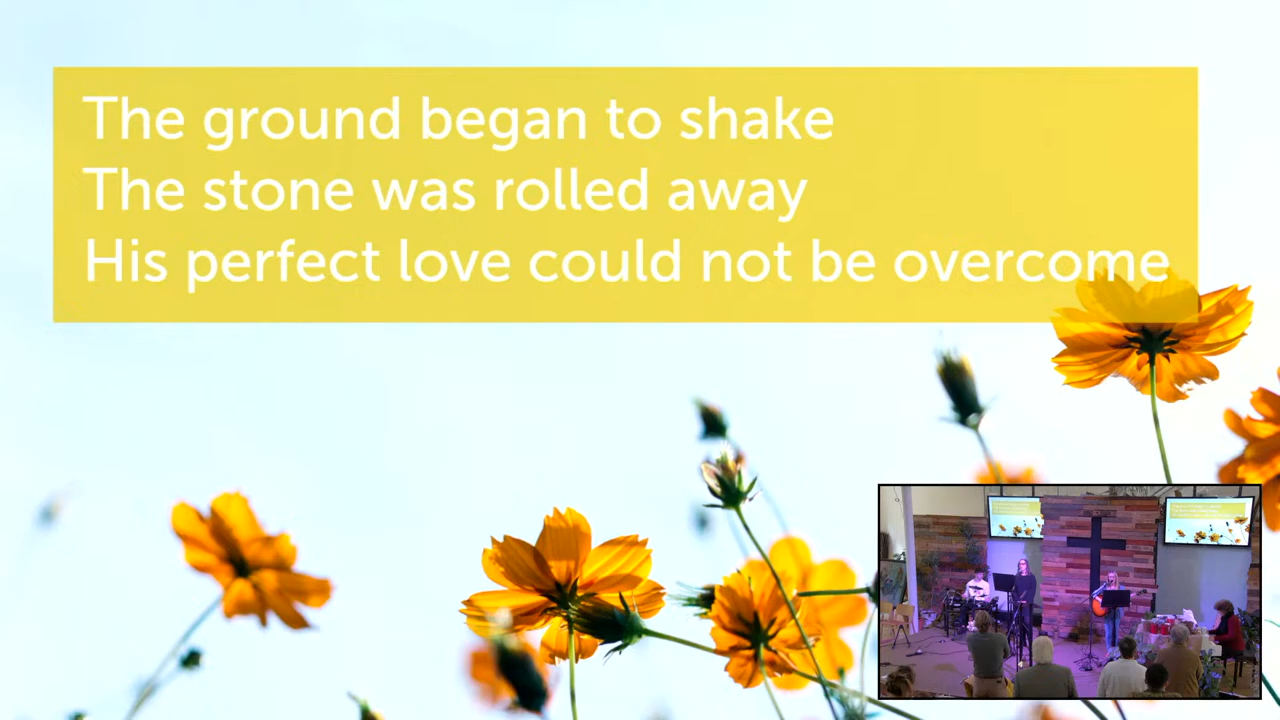 The ground began to shake
The stone was rolled away
His perfect love could not be overcome